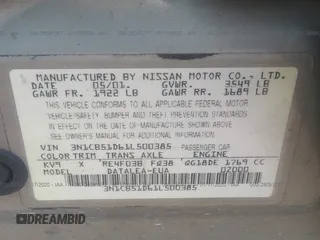 MANUFACTURED BY NISSAN MOTOR CO., LTD.
DATE 05/01. GVWR. 3549 LB
GAWR FR. 1922 LB GAWR RR. 1689 LB
THIS VEHICLE CONFORMS TO ALL APPLICABLE FEDERAL MOTOR
VEHICLE SAFETY, BUMPER AND THEFT PREVENTION STANDARDS
IN EFFECT ON THE DATE OF MANUFACTURE SHOWN ABOVE.
SEE OWNER'S MANUAL FOR ADDITIONAL INFORMATION
VIN 3N1CB51D61L500385 PASSENGER CAR
COLOR TRIM TRANS AXLE ENGINE
KV9 X RE4F03B FQ38 QG18DE 1769 CC
MODEL DATALEA-EUA
3N1CB51D61L500385